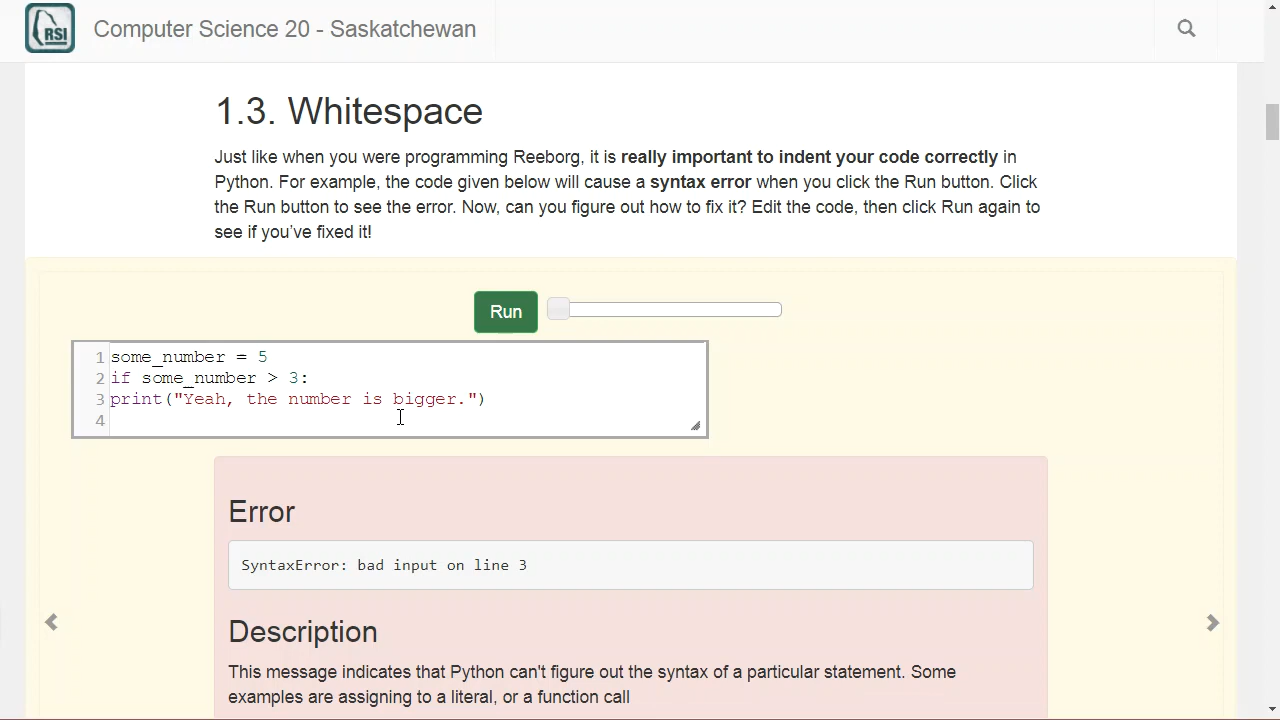 RSI
Computer Science 20 - Saskatchewan
1.3. Whitespace
Just like when you were programming Reeborg, it is really important to indent your code correctly in
Python. For example, the code given below will cause a syntax error when you click the Run button. Click
the Run button to see the error. Now, can you figure out how to fix it? Edit the code, then click Run again to
see if you've fixed it!
Run
1 some_number = 5
2 if some_number > 3:
3 print("Yeah, the number is bigger.")
4
Error
SyntaxError: bad input on line 3
Description
This message indicates that Python can't figure out the syntax of a particular statement. Some
examples are assigning to a literal, or a function call